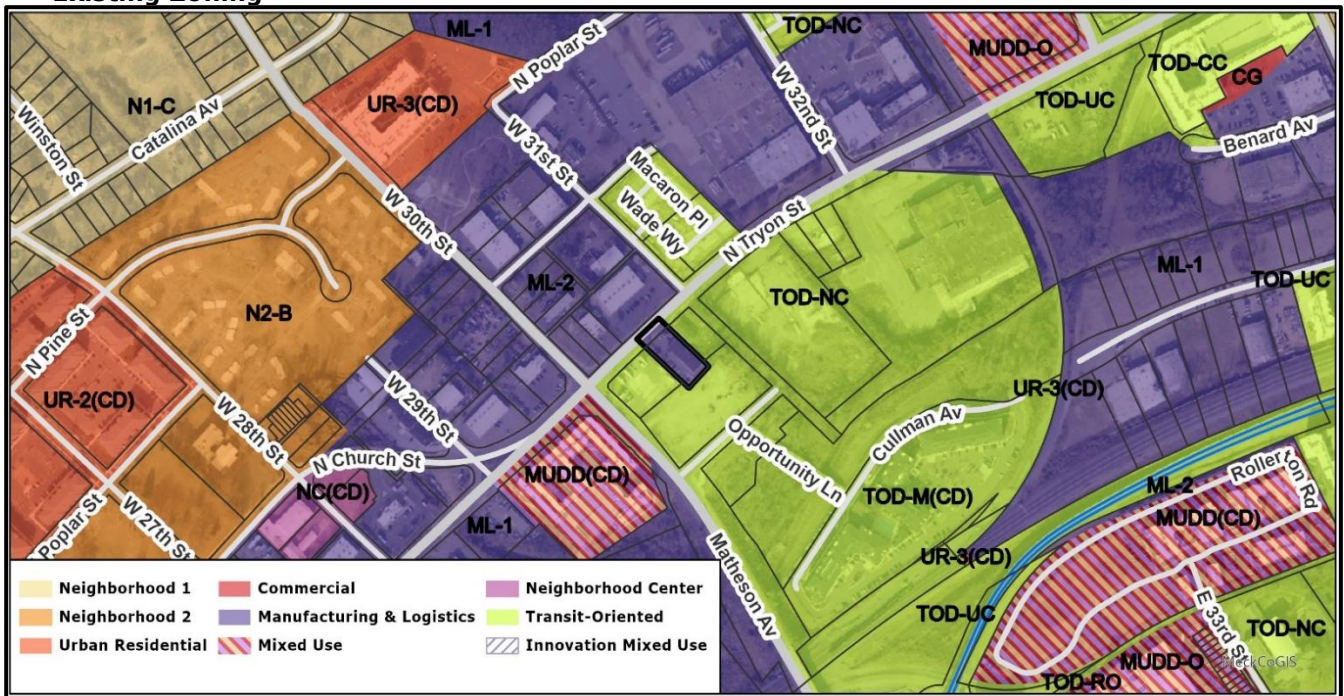 Existing Zoning
ML-1
N Poplar St
TOD-NC
MUDD-O
TOD-CC
CG
TOD-UC
Benard Av
N1-C
Winston St
Catalina Av
UR-3(CD)
W 31st St
W 32nd St
Macaron Pl
Wade Wy
N Tryon St
W 30th St
ML-2
TOD-NC
ML-1
TOD-UC
N2-B
N Pine St
UR-2(CD)
W 28th St
W 29th St
N Church St
NC(CD)
W 27th St
Poplar St
ML-1
MUDD(CD)
Opportunity Ln
Cullman Av
UR-3(CD)
TOD-M(CD)
UR-3(CD)
TOD-UC
Matheson Av
ML-2
MUDD(CD)
Rollerton Rd
E 33rd St
TOD-NC
MUDD-O
TOD-RO
MeckCoGIS
Neighborhood 1
Commercial
Neighborhood Center
Neighborhood 2
Manufacturing & Logistics
Transit-Oriented
Urban Residential
Mixed Use
Innovation Mixed Use